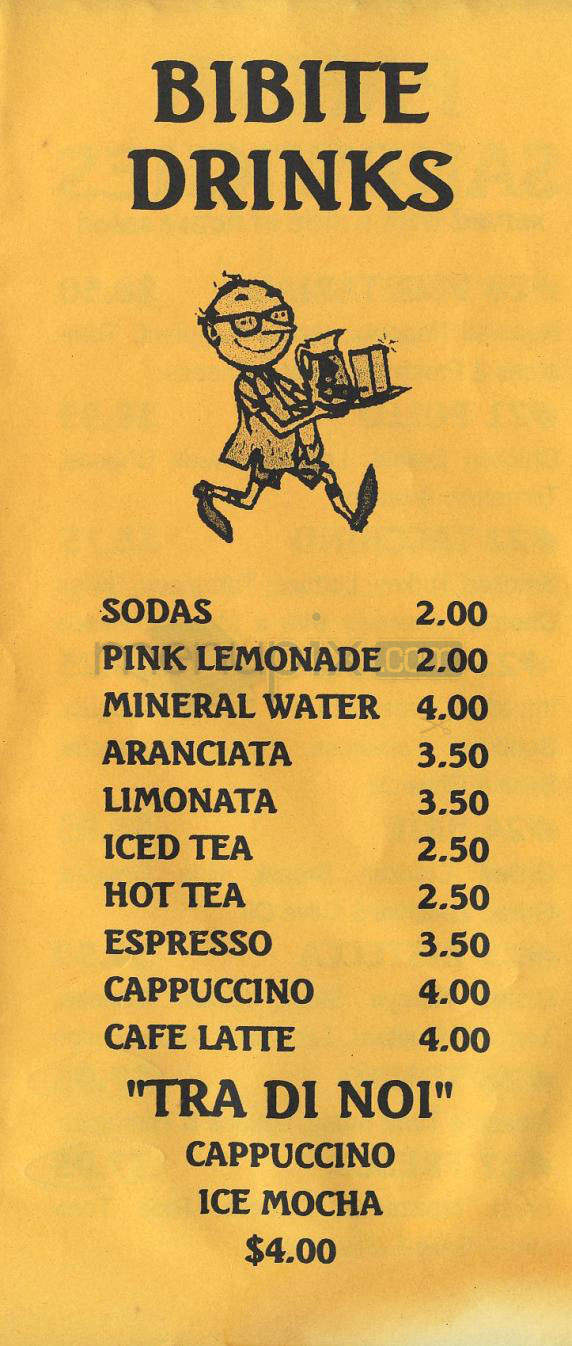 BIBITE
DRINKS
SODAS 2.00
PINK LEMONADE 2.00
MINERAL WATER 4.00
ARANCIATA 3.50
LIMONATA 3.50
ICED TEA 2.50
HOT TEA 2.50
ESPRESSO 3.50
CAPPUCCINO 4.00
CAFE LATTE 4.00
"TRA DI NOI"
CAPPUCCINO
ICE MOCHA
$4.00